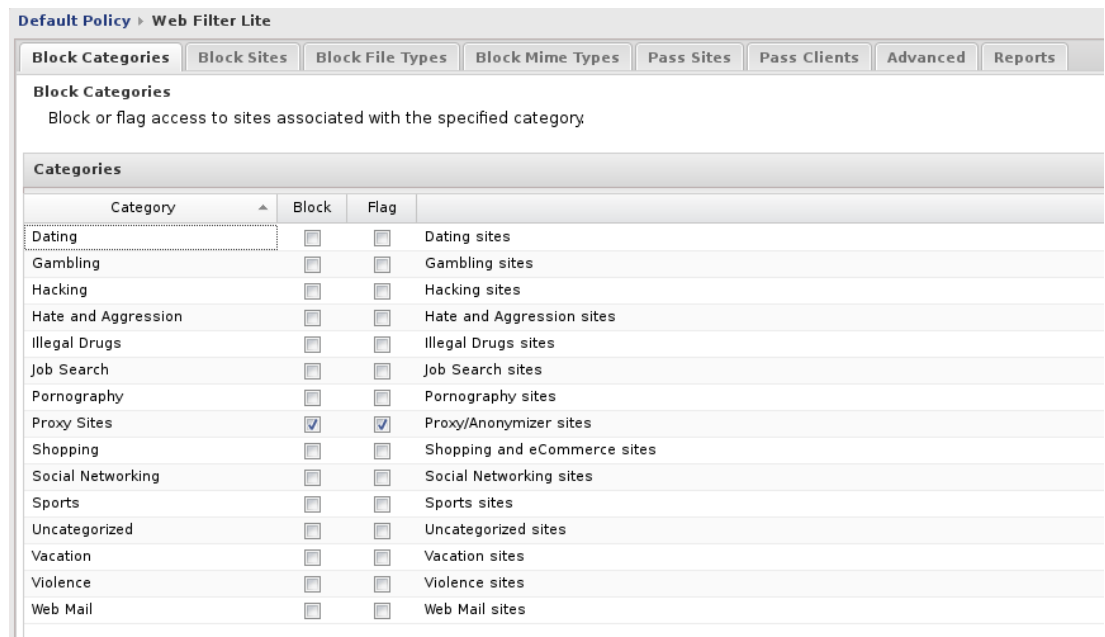 Default Policy Web Filter Lite
Block Categories Block Sites Block File Types Block Mime Types Pass Sites Pass Clients Advanced Reports
Block Categories
Block or flag access to sites associated with the specified category.
Categories
Category Block Flag
Dating Dating sites
Gambling Gambling sites
Hacking Hacking sites
Hate and Aggression Hate and Aggression sites
Illegal Drugs Illegal Drugs sites
Job Search Job Search sites
Pornography Pornography sites
Proxy Sites Proxy/Anonymizer sites
Shopping Shopping and eCommerce sites
Social Networking Social Networking sites
Sports Sports sites
Uncategorized Uncategorized sites
Vacation Vacation sites
Violence Violence sites
Web Mail Web Mail sites